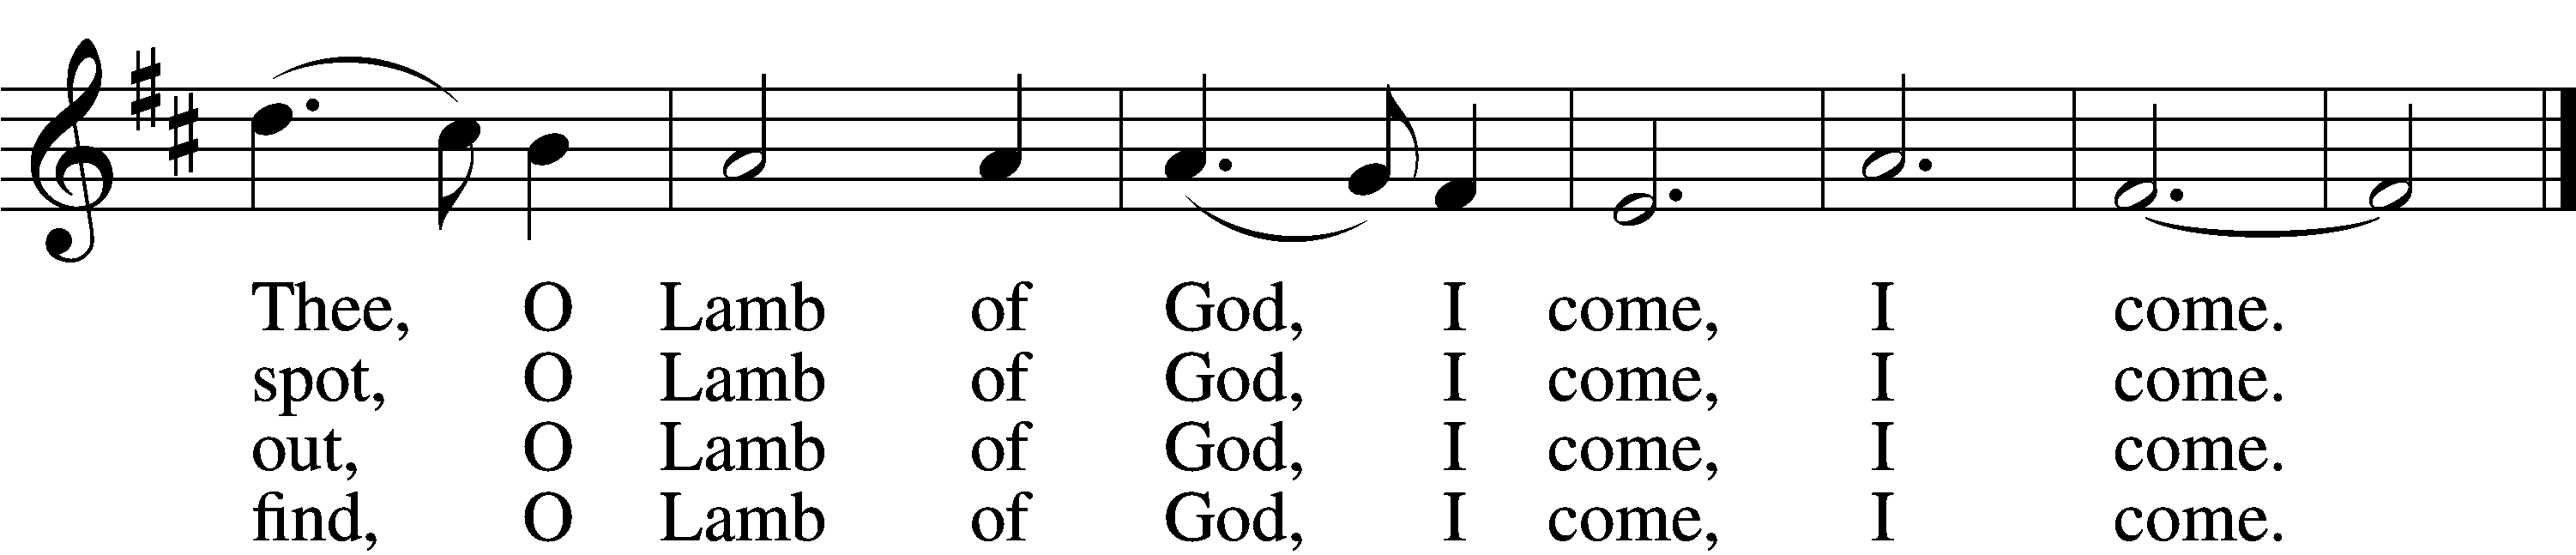 Thee, O Lamb of God, I come, I come.
spot, O Lamb of God, I come, I come.
out, O Lamb of God, I come, I come.
find, O Lamb of God, I come, I come.